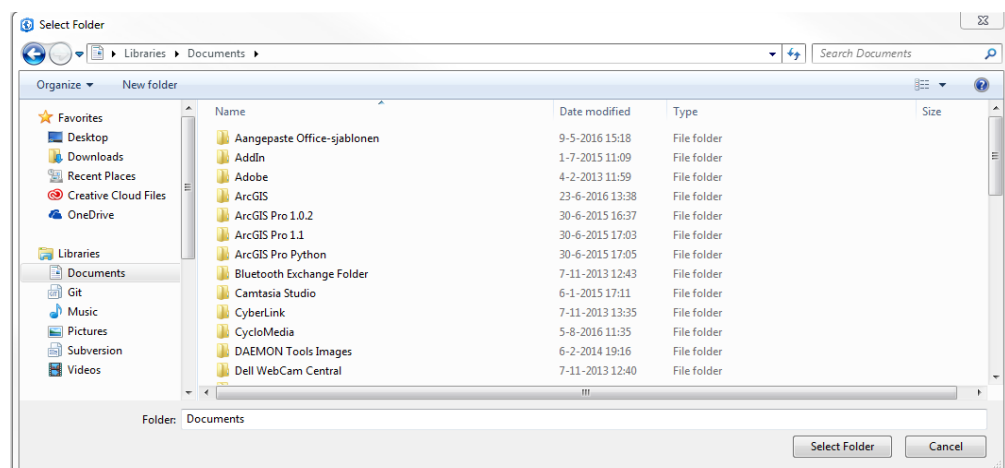 Select Folder
Libraries Documents
Search Documents
Organize New folder
Favorites
Desktop
Downloads
Recent Places
Creative Cloud Files
OneDrive
Libraries
Documents
Git
Music
Pictures
Subversion
Videos
Name Date modified Type Size
Aangepaste Office-sjablonen 9-5-2016 15:18 File folder
AddIn 1-7-2015 11:09 File folder
Adobe 4-2-2013 11:59 File folder
ArcGIS 23-6-2016 13:38 File folder
ArcGIS Pro 1.0.2 30-6-2015 16:37 File folder
ArcGIS Pro 1.1 30-6-2015 17:03 File folder
ArcGIS Pro Python 30-6-2015 17:05 File folder
Bluetooth Exchange Folder 7-11-2013 12:43 File folder
Camtasia Studio 6-1-2015 17:11 File folder
CyberLink 7-11-2013 13:35 File folder
CycloMedia 5-8-2016 11:35 File folder
DAEMON Tools Images 6-2-2014 19:16 File folder
Dell WebCam Central 7-11-2013 12:40 File folder
Folder: Documents
Select Folder Cancel